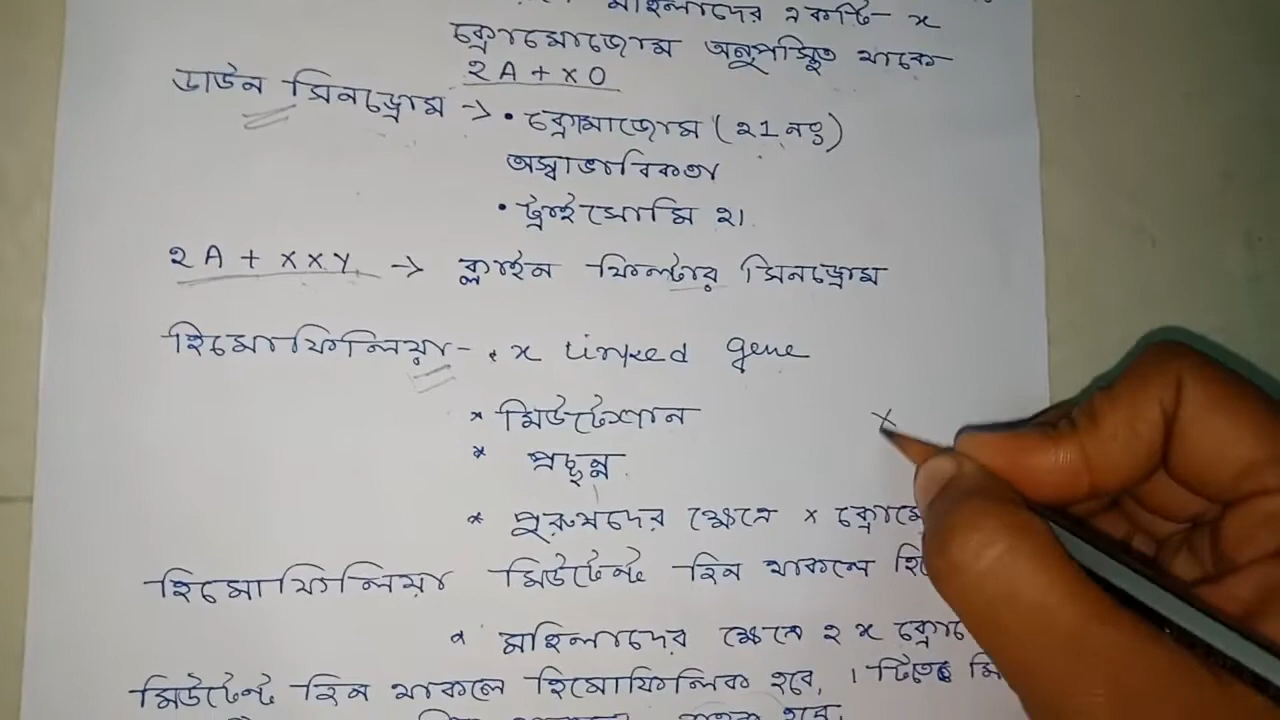 মহিলাদের একটি- x
ক্রোমোজোম অনুপস্থিত থাকে
2A + XO
ডাউন সিনড্রোম -> • ক্রোমোজোম (21 নং)
অস্বাভাবিকতা
• ট্রাইসোমি 21
2A + XXY -> ক্লাইন ফিল্টার সিনড্রোম
হিমোফিলিয়া - * x linked gene
* মিউটেশান
x
* প্রচ্ছন্ন
* পুরুষদের ক্ষেত্রে x
হিমোফিলিয়া মিউটেন্ট জিন থাকলে
* মহিলাদের ক্ষেত্রে 2 x
মিউটেন্ট জিন থাকলে হিমোফিলিক হবে, ।
হবে,